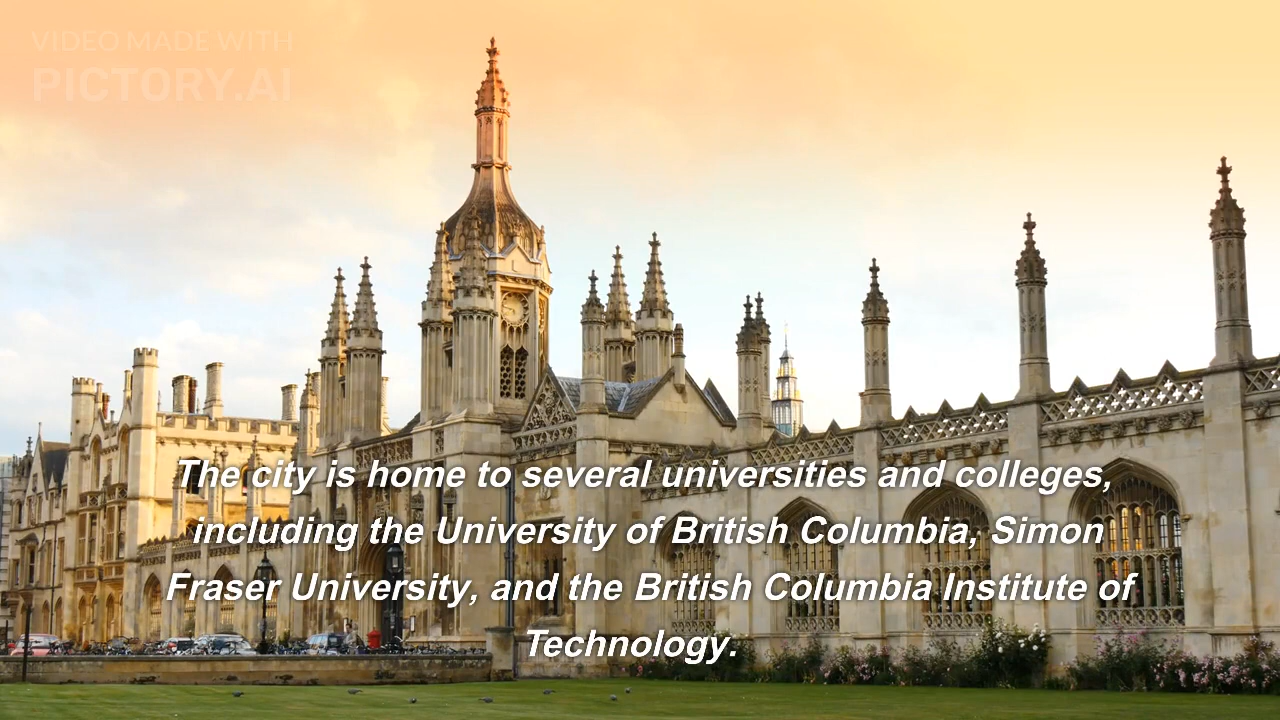 VIDEO MADE WITH
PICTORY.AI
The city is home to several universities and colleges,
including the University of British Columbia, Simon
Fraser University, and the British Columbia Institute of
Technology.